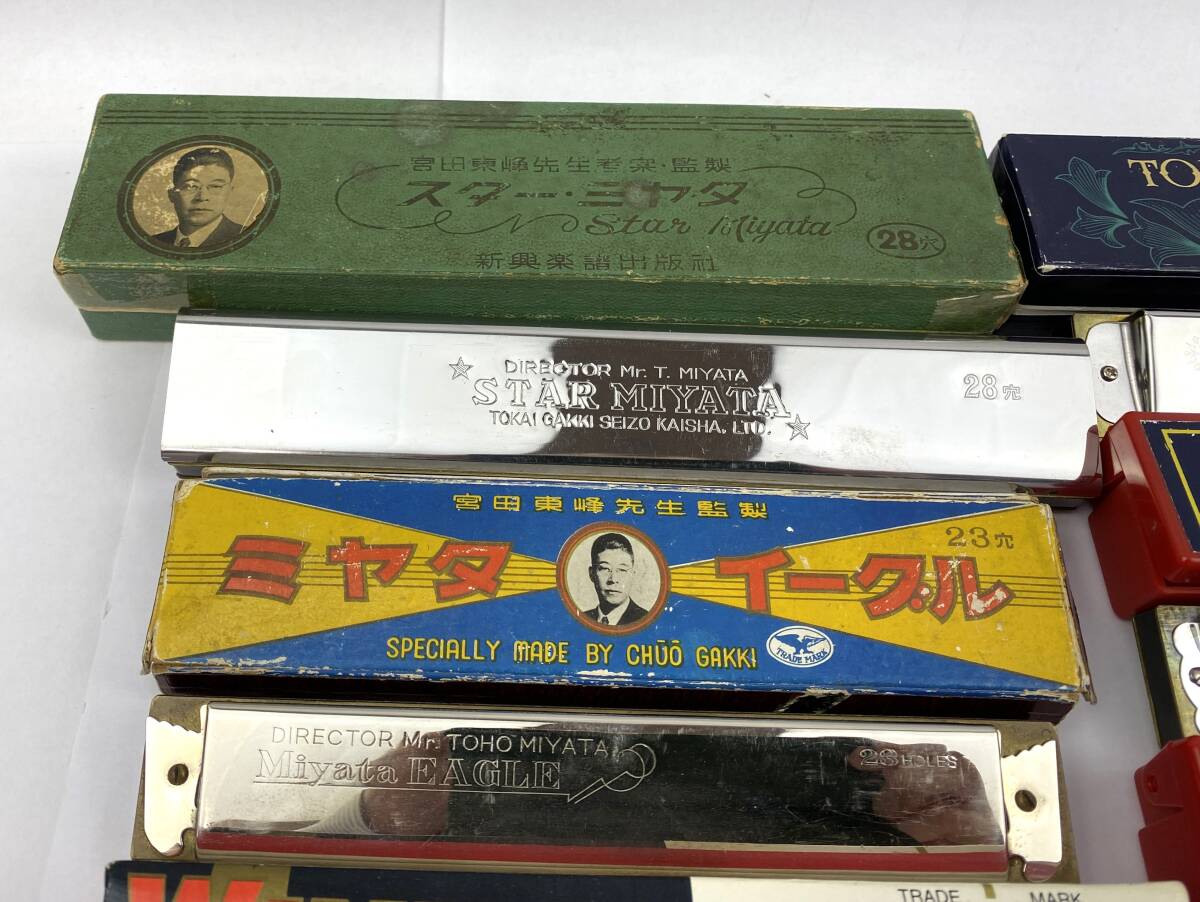 宮田東峰先生考案・監製
スター・ミヤタ
Star Miyata
28穴
新興楽譜出版社
TO
DIRECTOR Mr. T. MIYATA
STAR MIYATA
TOKAI GAKKI SEIZO KAISHA, LTD.
28穴
宮田東峰先生監製
23穴
ミヤタ イーグル
SPECIALLY MADE BY CHŪŌ GAKKI
TRADE MARK
DIRECTOR Mr. TOHO MIYATA
Miyata EAGLE
23 HOLES
TRADE MARK